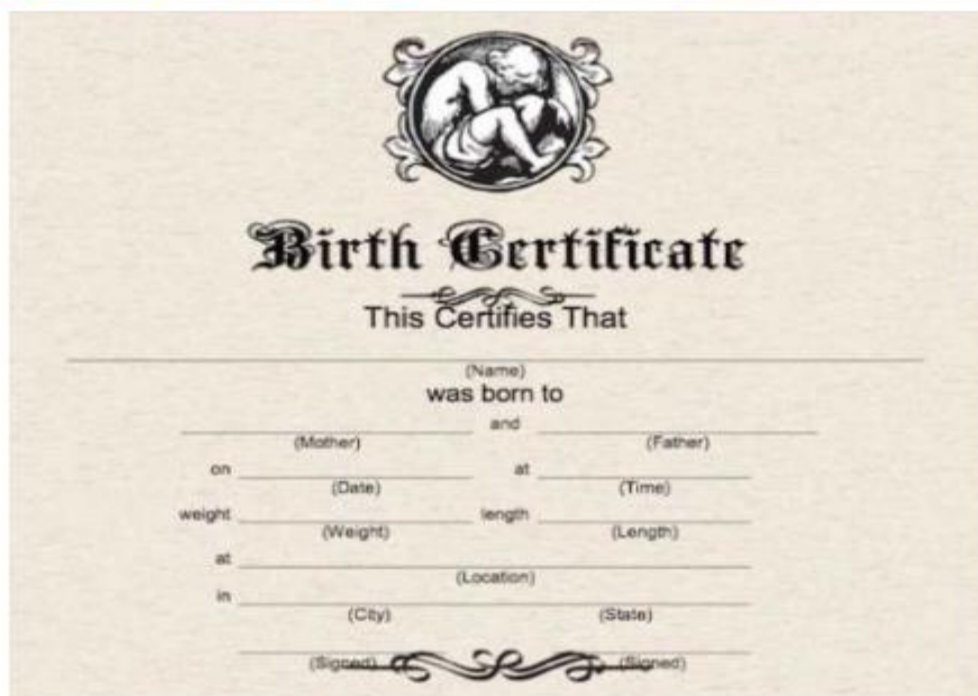 Birth Certificate
This Certifies That
(Name)
was born to
and
(Mother) (Father)
on at
(Date) (Time)
weight length
(Weight) (Length)
at
(Location)
in
(City) (State)
(Signed) (Signed)